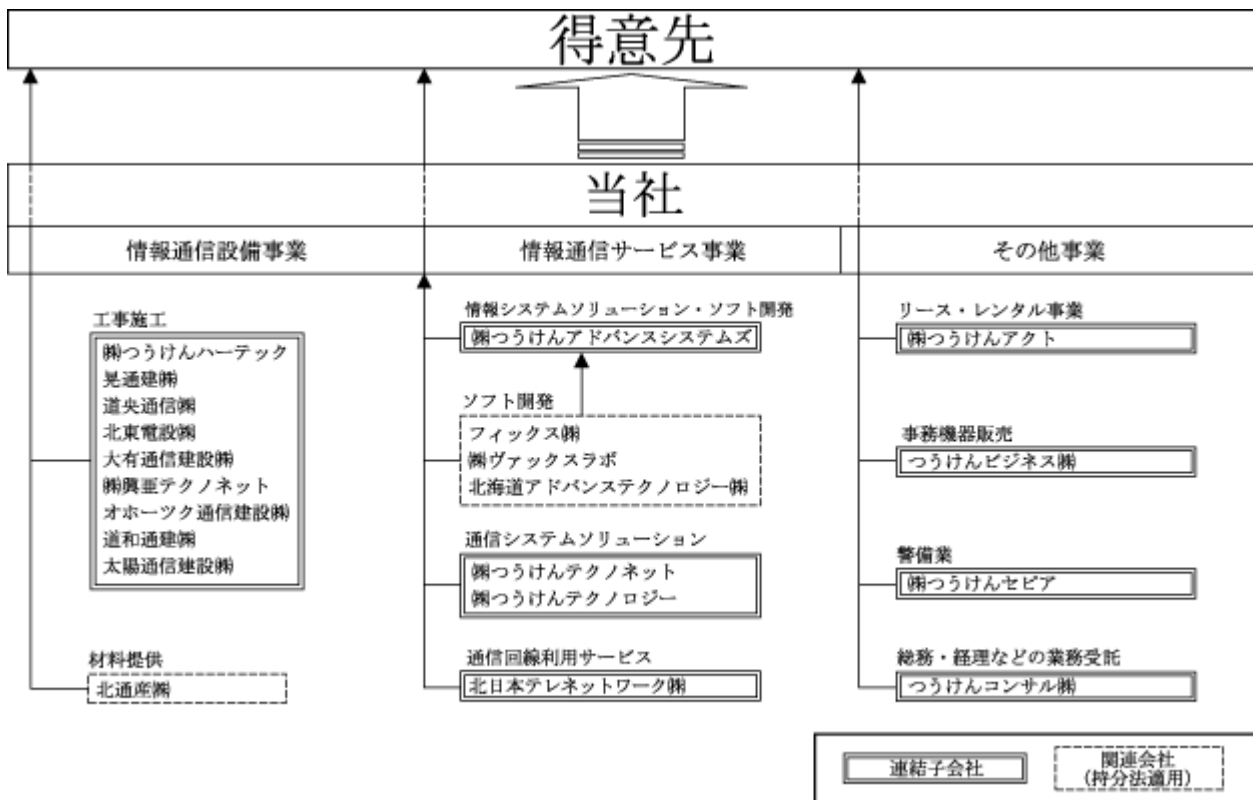 得意先
当社
情報通信設備事業
情報通信サービス事業
その他事業
工事施工
㈱つうけんハーテック
晃通建㈱
道央通信㈱
北東電設㈱
大有通信建設㈱
㈱興亜テクノネット
オホーツク通信建設㈱
道和通建㈱
太陽通信建設㈱
材料提供
北通産㈱
情報システムソリューション・ソフト開発
㈱つうけんアドバンスシステムズ
ソフト開発
フィックス㈱
㈱ヴァックスラボ
北海道アドバンステクノロジー㈱
通信システムソリューション
㈱つうけんテクノネット
㈱つうけんテクノロジー
通信回線利用サービス
北日本テレネットワーク㈱
リース・レンタル事業
㈱つうけんアクト
事務機器販売
つうけんビジネス㈱
警備業
㈱つうけんセビア
総務・経理などの業務受託
つうけんコンサル㈱
連結子会社
関連会社
(持分法適用)